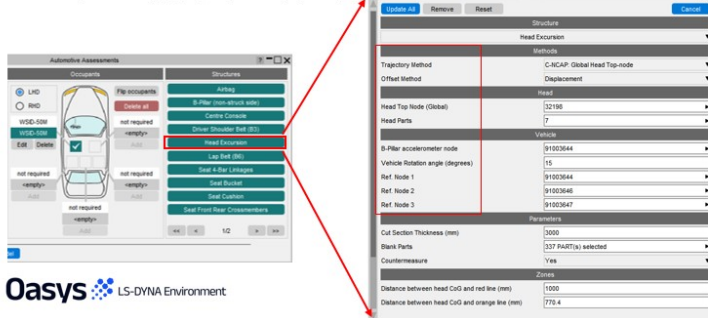 Automotive Assessments
Occupants
Structures
LHD
RHD
Flip occupants
Delete all
WSID-50M
WSID-50M
Edit Delete
not required
<empty>
Add
not required
<empty>
Add
not required
<empty>
Add
not required
<empty>
Add
Airbag
B-Pillar (non-struck side)
Centre Console
Driver Shoulder Belt (B3)
Head Excursion
Lap Belt (B6)
Seat 4-Bar Linkages
Seat Bucket
Seat Cushion
Seat Front Rear Crossmembers
<< < 1/2 > >>
Oasys LS-DYNA Environment
Update All Remove Reset Cancel
Structure
Head Excursion
Methods
Trajectory Method C-NCAP: Global Head Top-node
Offset Method Displacement
Head
Head Top Node (Global) 32198
Head Parts 7
Vehicle
B-Pillar accelerometer node 91003644
Vehicle Rotation angle (degrees) 15
Ref. Node 1 91003644
Ref. Node 2 91003646
Ref. Node 3 91003647
Parameters
Cut Section Thickness (mm) 3000
Blank Parts 337 PART(s) selected
Countermeasure Yes
Zones
Distance between head CoG and red line (mm) 1000
Distance between head CoG and orange line (mm) 770.4